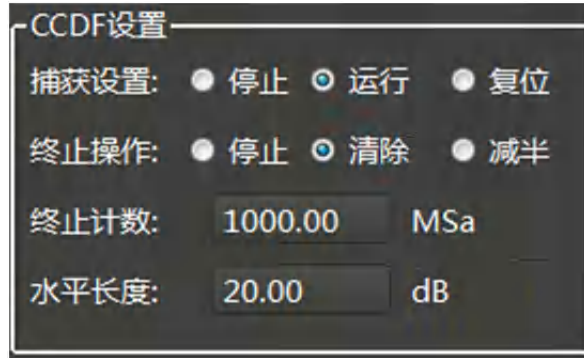 CCDF设置
捕获设置: 停止 运行 复位
终止操作: 停止 清除 减半
终止计数: 1000.00 MSa
水平长度: 20.00 dB